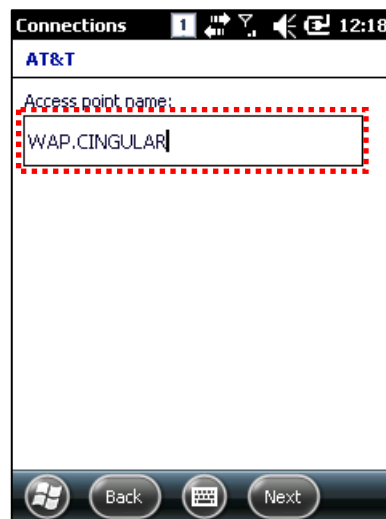 Connections 1 12:18
AT&T
Access point name:
WAP.CINGULAR
Back Next